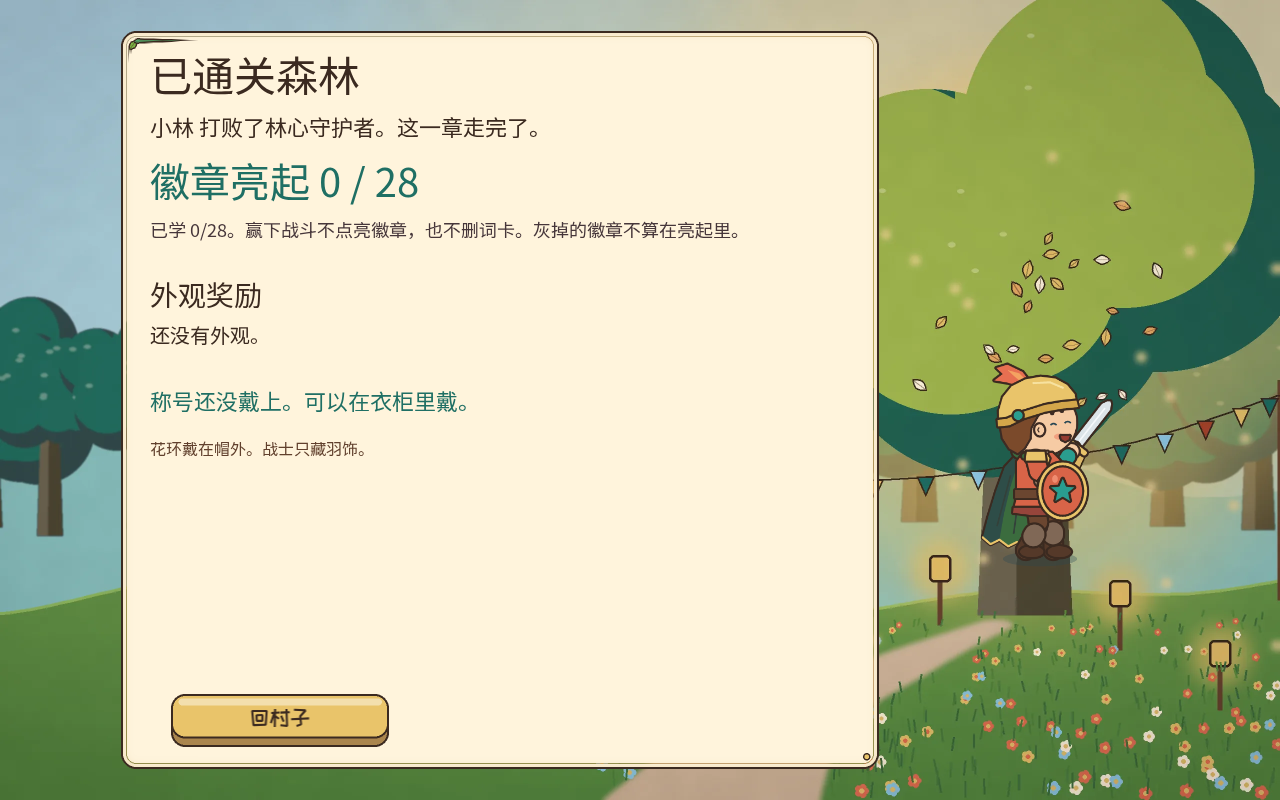 已通关森林
小林 打败了林心守护者。这一章走完了。
徽章亮起 0 / 28
已学 0/28。赢下战斗不点亮徽章，也不删词卡。灰掉的徽章不算在亮起里。
外观奖励
还没有外观。
称号还没戴上。可以在衣柜里戴。
花环戴在帽外。战士只藏羽饰。
回村子